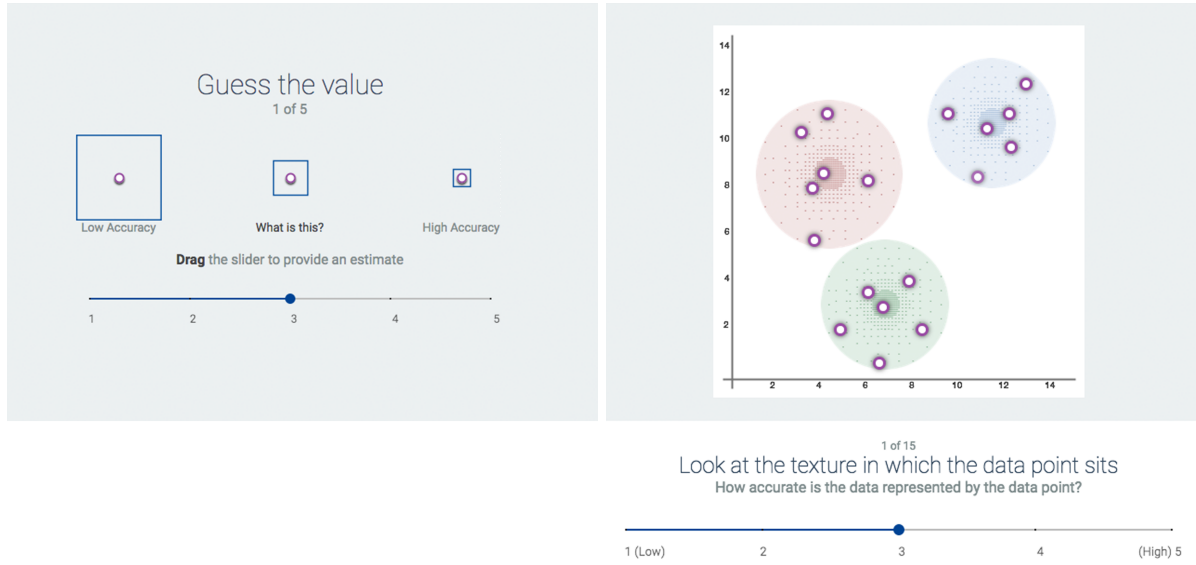 Guess the value
1 of 5
Low Accuracy
What is this?
High Accuracy
Drag the slider to provide an estimate
1 2 3 4 5
14
12
10
8
6
4
2
2 4 6 8 10 12 14
1 of 15
Look at the texture in which the data point sits
How accurate is the data represented by the data point?
1 (Low) 2 3 4 (High) 5